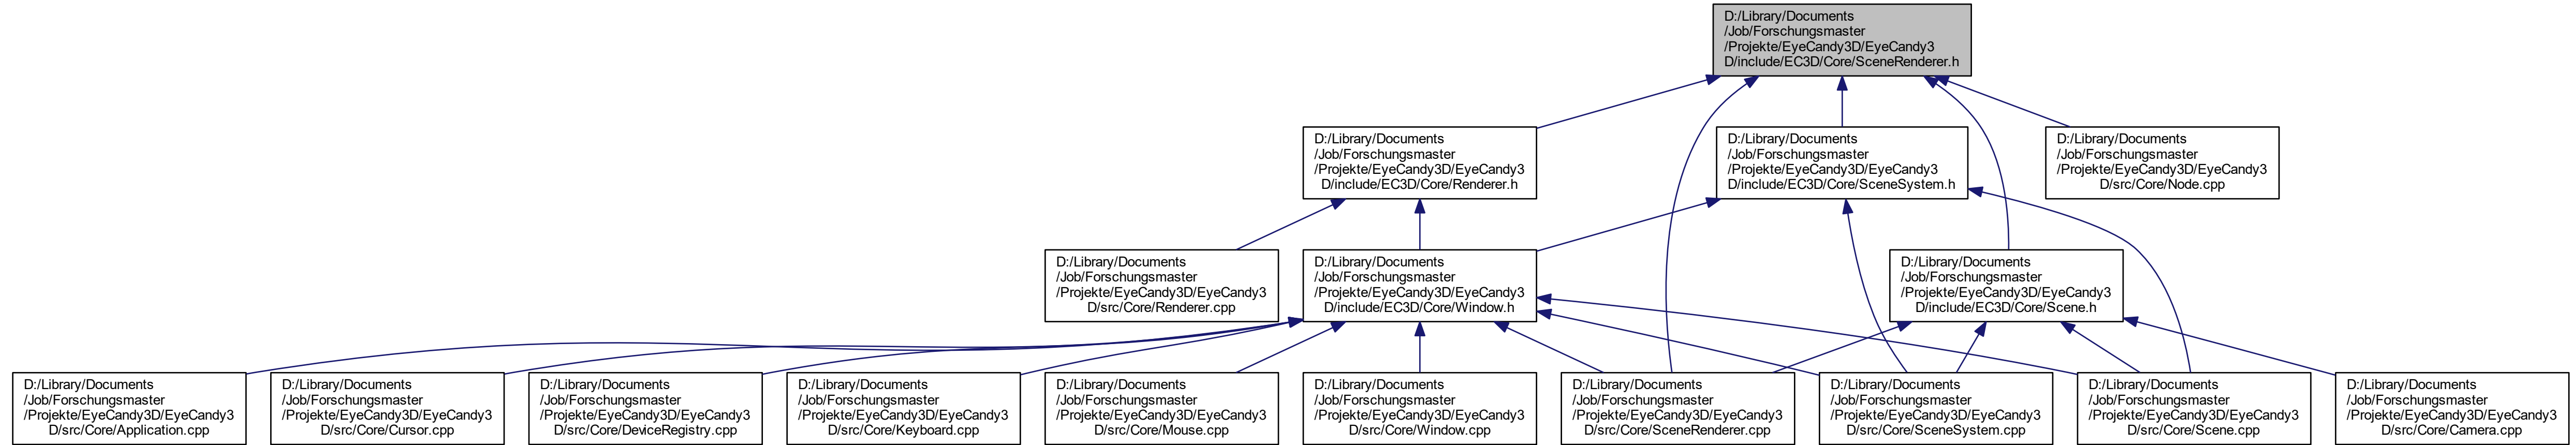 D:/Library/Documents
/Job/Forschungsmaster
/Projekte/EyeCandy3D/EyeCandy3
D/include/EC3D/Core/SceneRenderer.h
D:/Library/Documents
/Job/Forschungsmaster
/Projekte/EyeCandy3D/EyeCandy3
D/include/EC3D/Core/Renderer.h
D:/Library/Documents
/Job/Forschungsmaster
/Projekte/EyeCandy3D/EyeCandy3
D/include/EC3D/Core/SceneSystem.h
D:/Library/Documents
/Job/Forschungsmaster
/Projekte/EyeCandy3D/EyeCandy3
D/src/Core/Node.cpp
D:/Library/Documents
/Job/Forschungsmaster
/Projekte/EyeCandy3D/EyeCandy3
D/src/Core/Renderer.cpp
D:/Library/Documents
/Job/Forschungsmaster
/Projekte/EyeCandy3D/EyeCandy3
D/include/EC3D/Core/Window.h
D:/Library/Documents
/Job/Forschungsmaster
/Projekte/EyeCandy3D/EyeCandy3
D/include/EC3D/Core/Scene.h
D:/Library/Documents
/Job/Forschungsmaster
/Projekte/EyeCandy3D/EyeCandy3
D/src/Core/Application.cpp
D:/Library/Documents
/Job/Forschungsmaster
/Projekte/EyeCandy3D/EyeCandy3
D/src/Core/Cursor.cpp
D:/Library/Documents
/Job/Forschungsmaster
/Projekte/EyeCandy3D/EyeCandy3
D/src/Core/DeviceRegistry.cpp
D:/Library/Documents
/Job/Forschungsmaster
/Projekte/EyeCandy3D/EyeCandy3
D/src/Core/Keyboard.cpp
D:/Library/Documents
/Job/Forschungsmaster
/Projekte/EyeCandy3D/EyeCandy3
D/src/Core/Mouse.cpp
D:/Library/Documents
/Job/Forschungsmaster
/Projekte/EyeCandy3D/EyeCandy3
D/src/Core/Window.cpp
D:/Library/Documents
/Job/Forschungsmaster
/Projekte/EyeCandy3D/EyeCandy3
D/src/Core/SceneRenderer.cpp
D:/Library/Documents
/Job/Forschungsmaster
/Projekte/EyeCandy3D/EyeCandy3
D/src/Core/SceneSystem.cpp
D:/Library/Documents
/Job/Forschungsmaster
/Projekte/EyeCandy3D/EyeCandy3
D/src/Core/Scene.cpp
D:/Library/Documents
/Job/Forschungsmaster
/Projekte/EyeCandy3D/EyeCandy3
D/src/Core/Camera.cpp